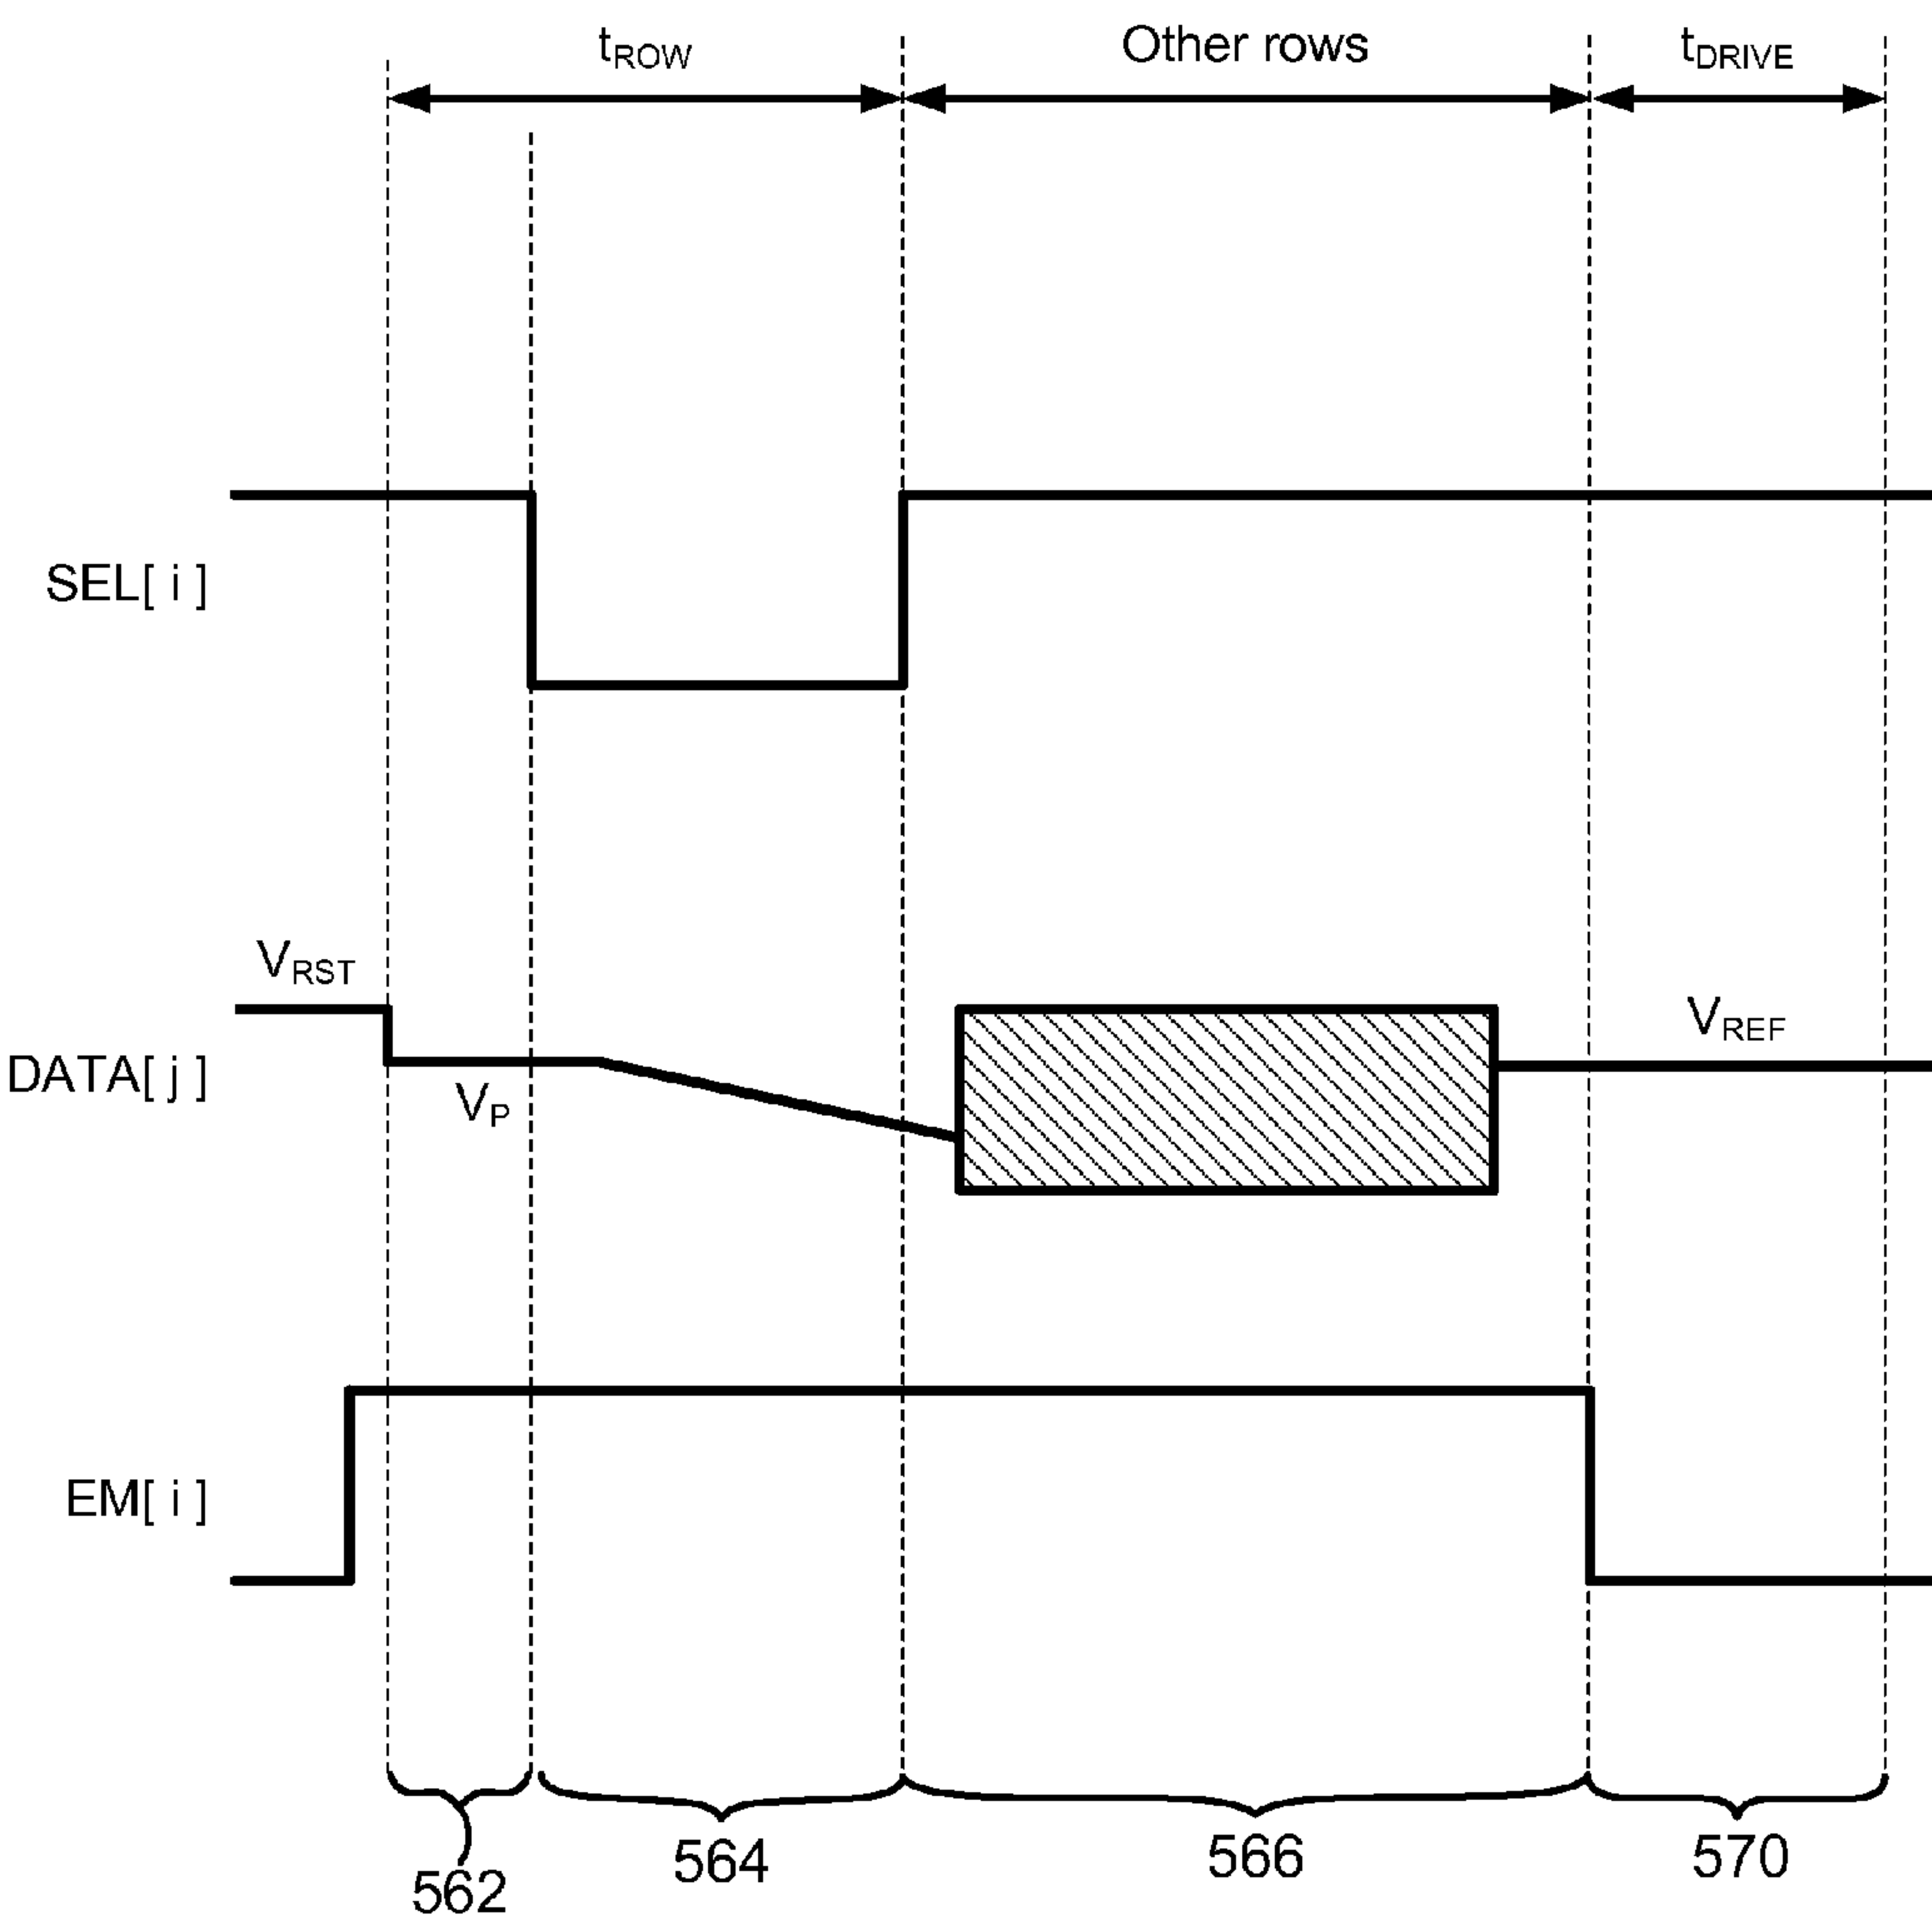 tROW
Other rows
tDRIVE
SEL[ i ]
VRST
VREF
DATA[ j ]
VP
EM[ i ]
562
564
566
570